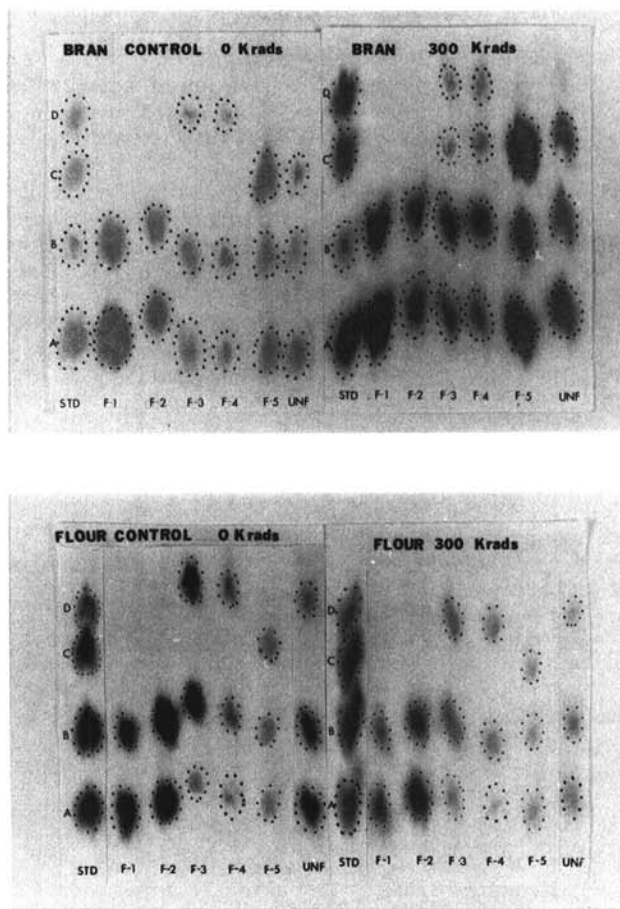 BRAN CONTROL 0 Krads
D
C
B
A
STD F-1 F-2 F-3 F-4 F-5 UNF
BRAN 300 Krads
D
C
B
A
STD F-1 F-2 F-3 F-4 F-5 UNF
FLOUR CONTROL 0 Krads
D
C
B
A
STD F-1 F-2 F-3 F-4 F-5 UNF
FLOUR 300 Krads
D
C
B
A
STD F-1 F-2 F-3 F-4 F-5 UNF